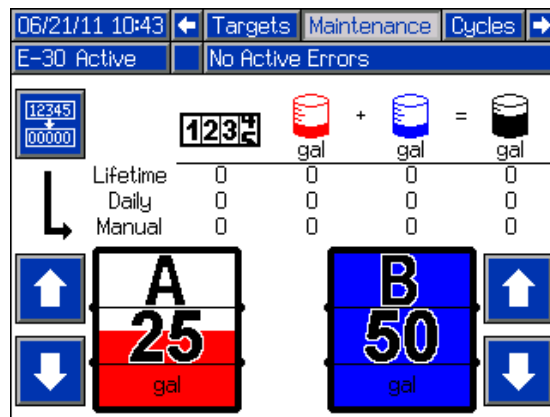 06/21/11 10:43 Targets Maintenance Cycles
E-30 Active No Active Errors
12345
00000
123
gal gal gal
Lifetime 0 0 0 0
Daily 0 0 0 0
Manual 0 0 0 0
A B
25 50
gal gal